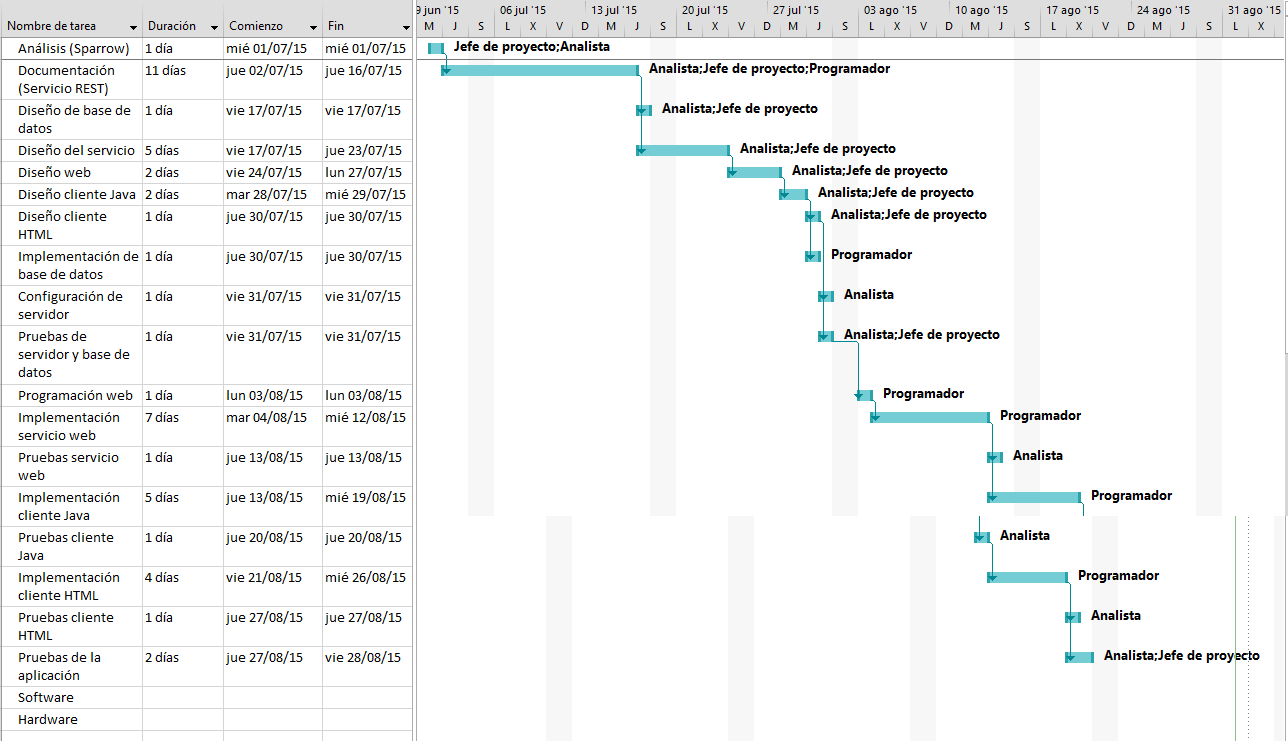 9 jun '15 06 jul '15 13 jul '15 20 jul '15 27 jul '15 03 ago '15 10 ago '15 17 ago '15 24 ago '15 31 ago '15
Nombre de tarea Duración Comienzo Fin M J S L X V D M J S L X V D M J S L X V D M J S L X V D M J S L X
Análisis (Sparrow) 1 día mié 01/07/15 mié 01/07/15 Jefe de proyecto;Analista
Documentación
(Servicio REST) 11 días jue 02/07/15 jue 16/07/15 Analista;Jefe de proyecto;Programador
Diseño de base de
datos 1 día vie 17/07/15 vie 17/07/15 Analista;Jefe de proyecto
Diseño del servicio 5 días vie 17/07/15 jue 23/07/15 Analista;Jefe de proyecto
Diseño web 2 días vie 24/07/15 lun 27/07/15 Analista;Jefe de proyecto
Diseño cliente Java 2 días mar 28/07/15 mié 29/07/15 Analista;Jefe de proyecto
Diseño cliente
HTML 1 día jue 30/07/15 jue 30/07/15 Analista;Jefe de proyecto
Implementación de
base de datos 1 día jue 30/07/15 jue 30/07/15 Programador
Configuración de
servidor 1 día vie 31/07/15 vie 31/07/15 Analista
Pruebas de
servidor y base de
datos 1 día vie 31/07/15 vie 31/07/15 Analista;Jefe de proyecto
Programación web 1 día lun 03/08/15 lun 03/08/15 Programador
Implementación
servicio web 7 días mar 04/08/15 mié 12/08/15 Programador
Pruebas servicio
web 1 día jue 13/08/15 jue 13/08/15 Analista
Implementación
cliente Java 5 días jue 13/08/15 mié 19/08/15 Programador
Pruebas cliente
Java 1 día jue 20/08/15 jue 20/08/15 Analista
Implementación
cliente HTML 4 días vie 21/08/15 mié 26/08/15 Programador
Pruebas cliente
HTML 1 día jue 27/08/15 jue 27/08/15 Analista
Pruebas de la
aplicación 2 días jue 27/08/15 vie 28/08/15 Analista;Jefe de proyecto
Software
Hardware